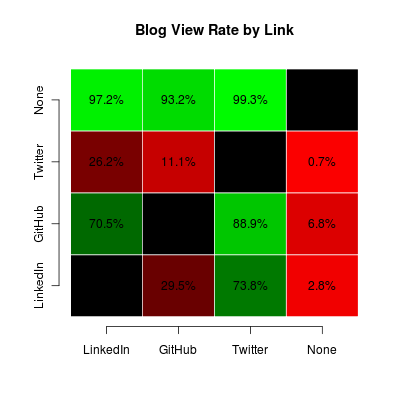 Blog View Rate by Link
None
97.2% 93.2% 99.3%
Twitter
26.2% 11.1% 0.7%
GitHub
70.5% 88.9% 6.8%
LinkedIn
29.5% 73.8% 2.8%
LinkedIn GitHub Twitter None